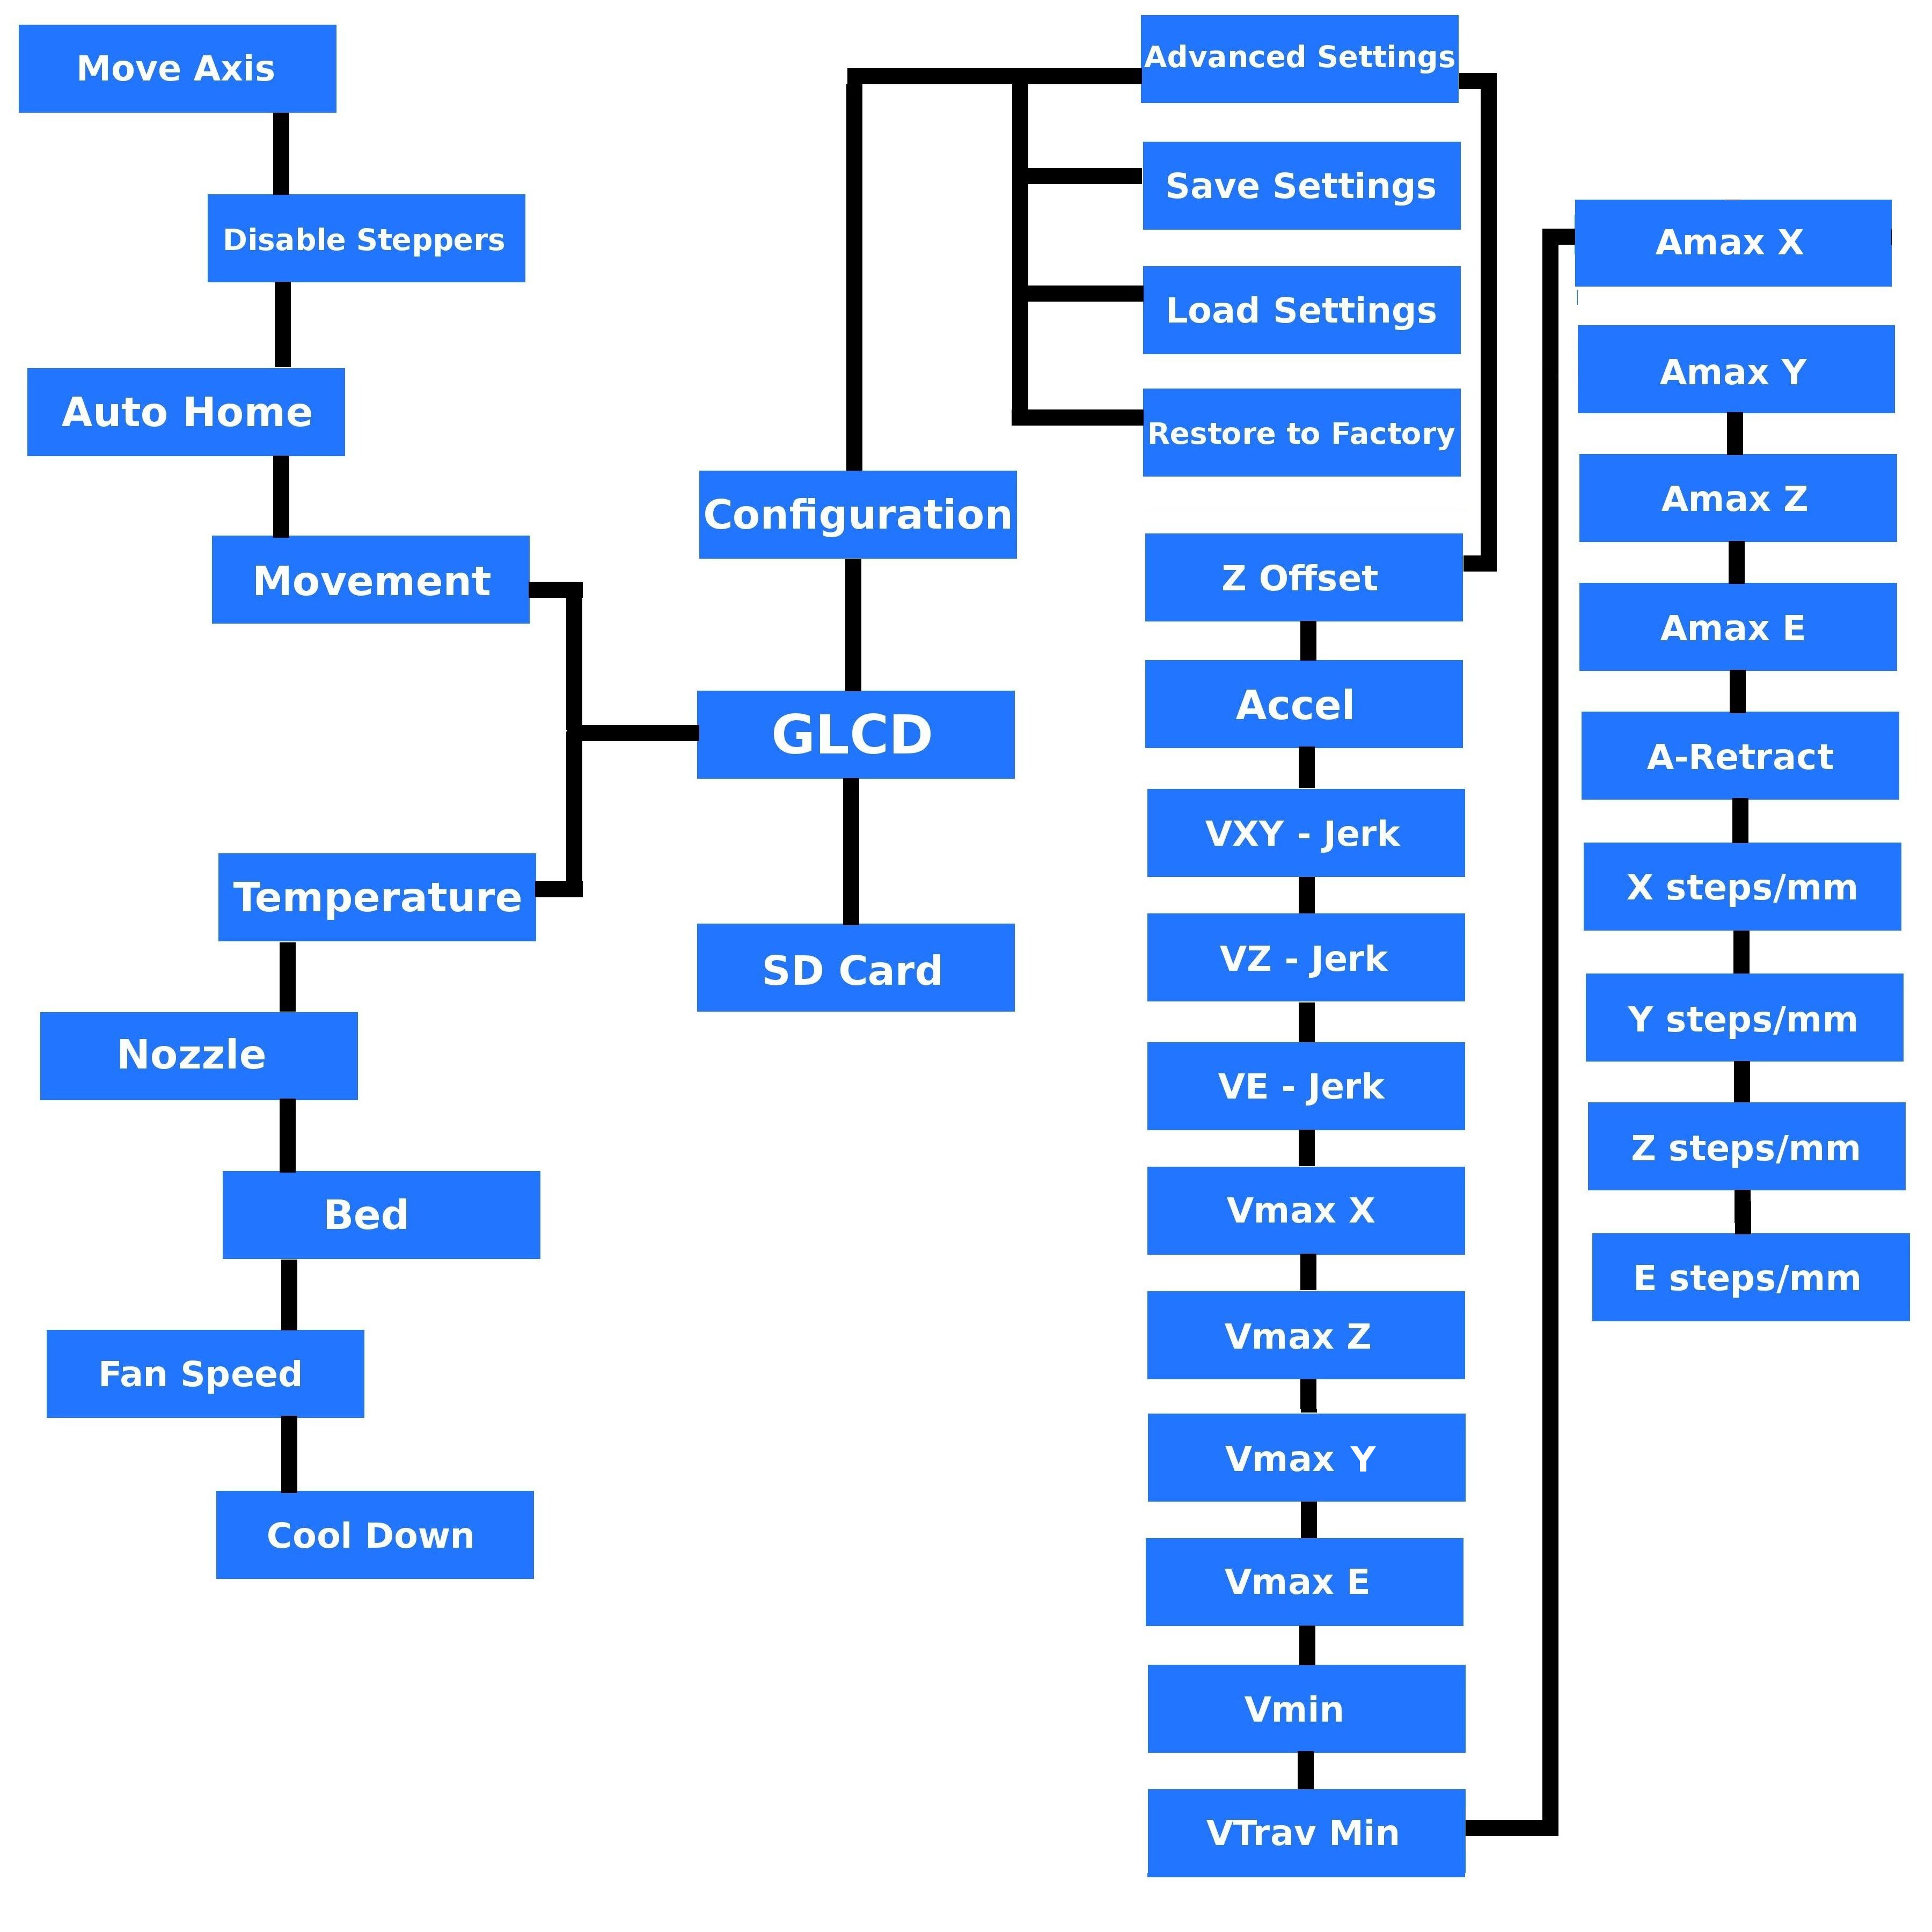 Move Axis
Disable Steppers
Auto Home
Movement
Temperature
Nozzle
Bed
Fan Speed
Cool Down
Configuration
GLCD
SD Card
Advanced Settings
Save Settings
Load Settings
Restore to Factory
Z Offset
Accel
VXY - Jerk
VZ - Jerk
VE - Jerk
Vmax X
Vmax Z
Vmax Y
Vmax E
Vmin
VTrav Min
Amax X
Amax Y
Amax Z
Amax E
A-Retract
X steps/mm
Y steps/mm
Z steps/mm
E steps/mm